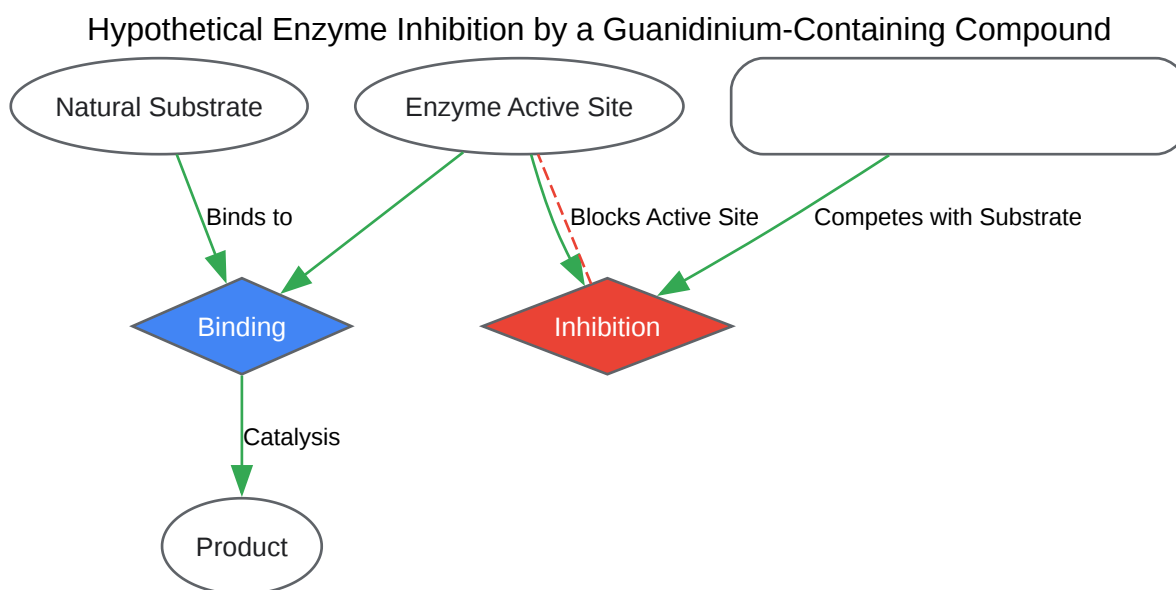 Hypothetical Enzyme Inhibition by a Guanidinium-Containing Compound
Natural Substrate
Enzyme Active Site
Binds to
Blocks Active Site
Competes with Substrate
Binding
Inhibition
Catalysis
Product